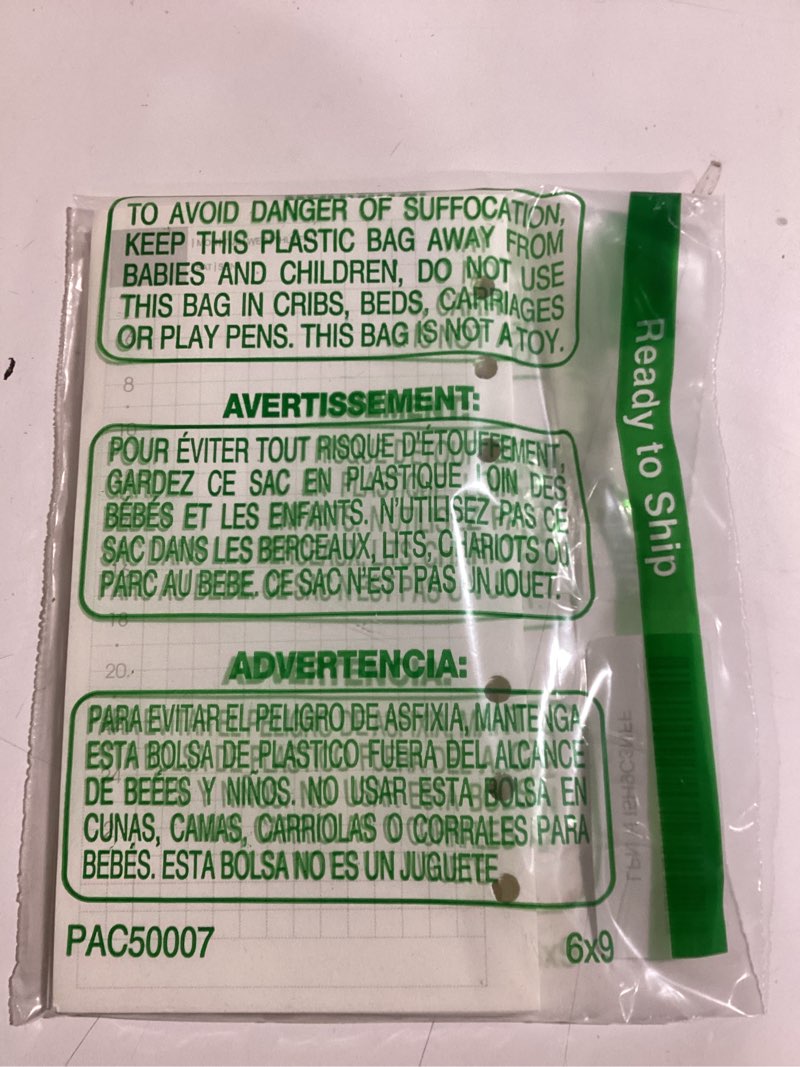 TO AVOID DANGER OF SUFFOCATION,
KEEP THIS PLASTIC BAG AWAY FROM
BABIES AND CHILDREN, DO NOT USE
THIS BAG IN CRIBS, BEDS, CARRIAGES
OR PLAY PENS. THIS BAG IS NOT A TOY.
8
AVERTISSEMENT:
POUR ÉVITER TOUT RISQUE D'ÉTOUFFEMENT,
GARDEZ CE SAC EN PLASTIQUE LOIN DES
BÉBÉS ET LES ENFANTS. N'UTILISEZ PAS CE
SAC DANS LES BERCEAUX, LITS, CHARIOTS OU
PARC AU BEBE. CE SAC N'EST PAS UN JOUET.
18
20
ADVERTENCIA:
PARA EVITAR EL PELIGRO DE ASFIXIA, MANTENGA
ESTA BOLSA DE PLASTICO FUERA DEL ALCANCE
DE BEÉES Y NIÑOS. NO USAR ESTA BOLSA EN
CUNAS, CAMAS, CARRIOLAS O CORRALES PARA
BEBÉS. ESTA BOLSA NO ES UN JUGUETE
PAC50007
6x9
Ready to Ship